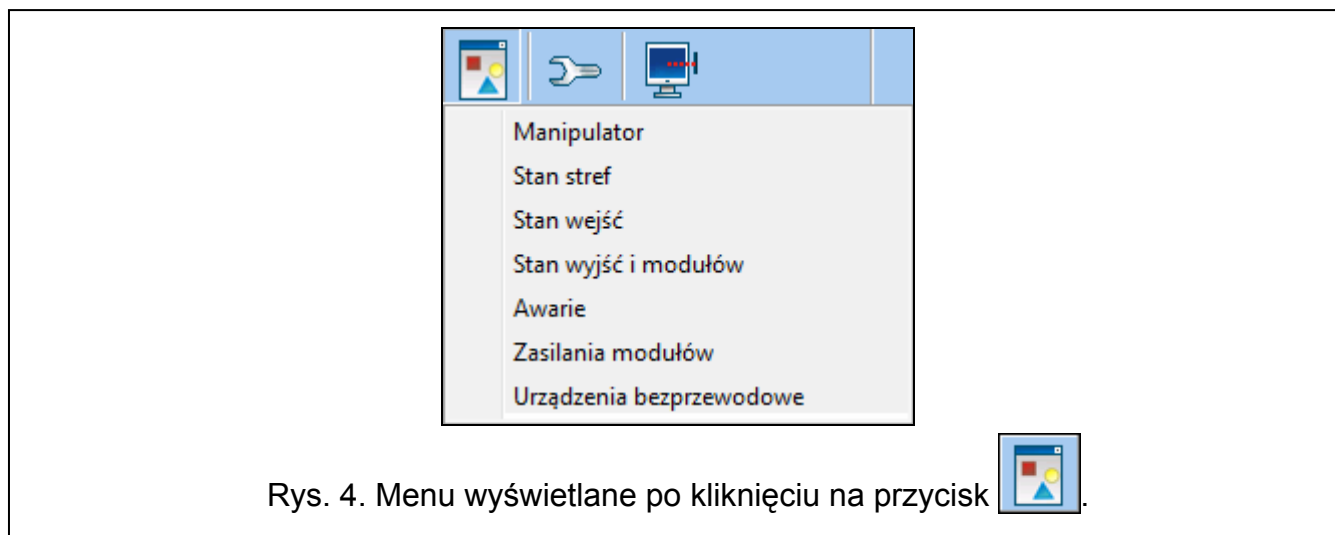 Manipulator
Stan stref
Stan wejść
Stan wyjść i modułów
Awarie
Zasilania modułów
Urządzenia bezprzewodowe
Rys. 4. Menu wyświetlane po kliknięciu na przycisk .